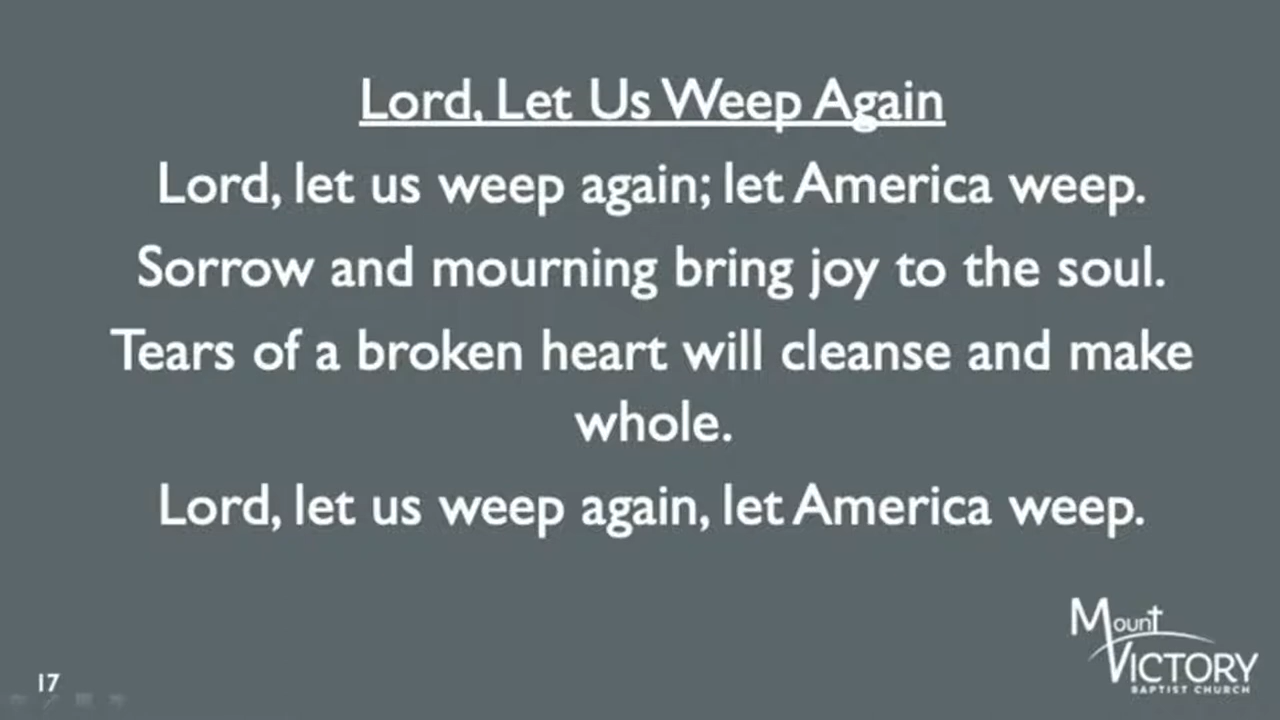 Lord, Let Us Weep Again
Lord, let us weep again; let America weep.
Sorrow and mourning bring joy to the soul.
Tears of a broken heart will cleanse and make
whole.
Lord, let us weep again, let America weep.
Mount
VICTORY
BAPTIST CHURCH
17